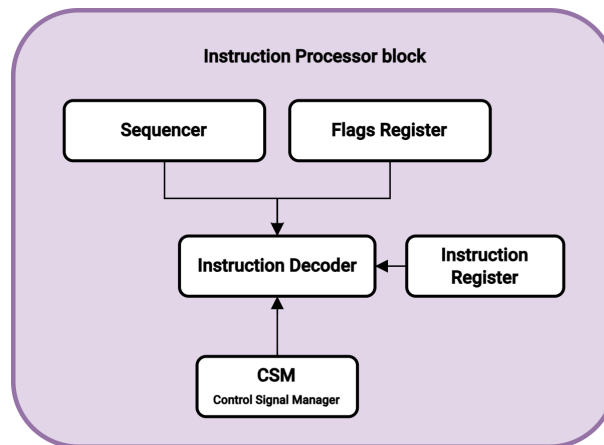 Instruction Processor block
Sequencer
Flags Register
Instruction Decoder
Instruction
Register
CSM
Control Signal Manager